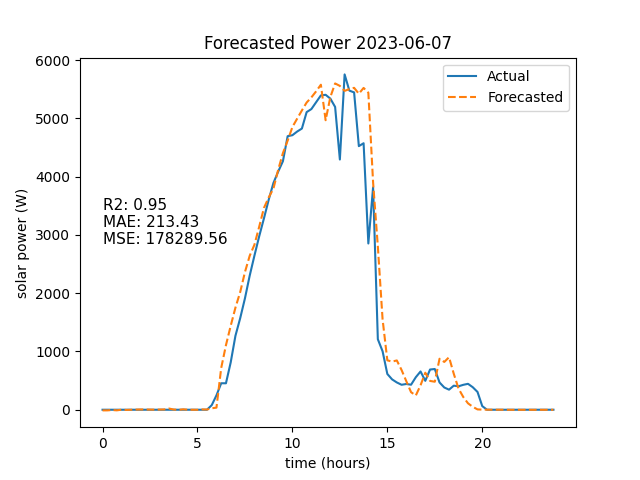 Forecasted Power 2023-06-07
Actual
Forecasted
R2: 0.95
MAE: 213.43
MSE: 178289.56
solar power (W)
6000
5000
4000
3000
2000
1000
0
0 5 10 15 20
time (hours)